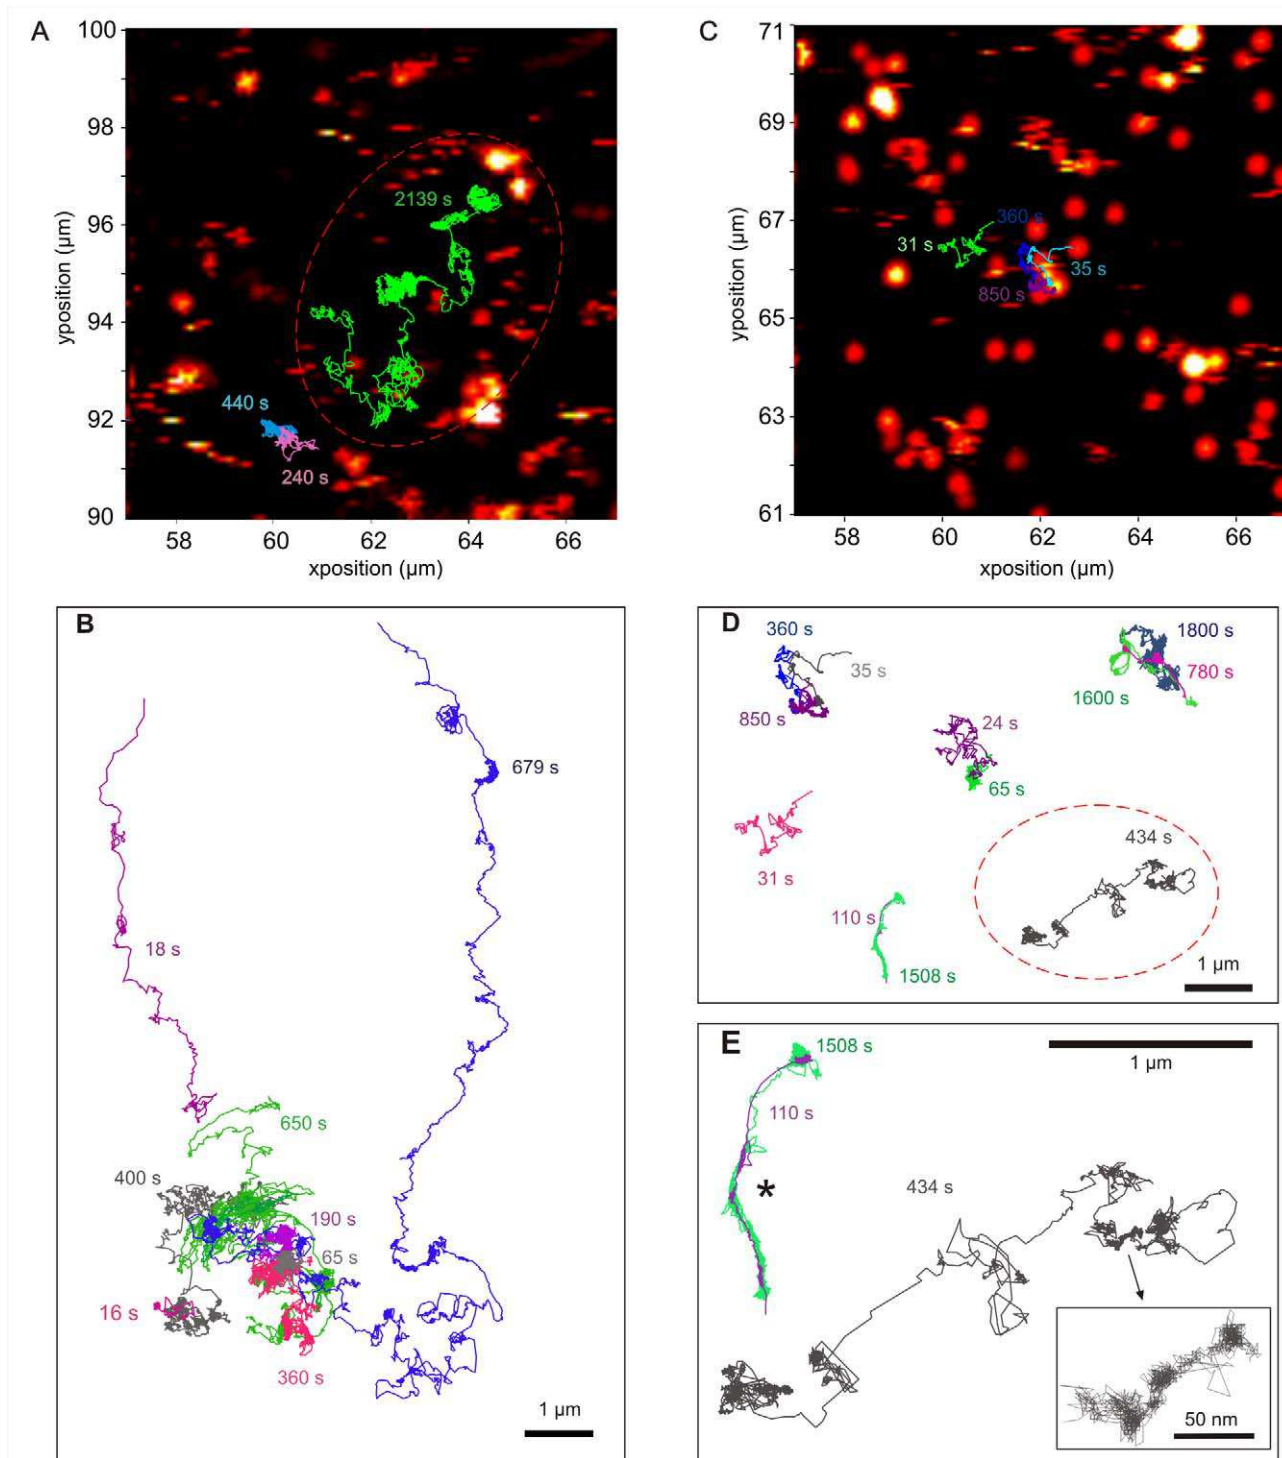 A
100
98
96
94
92
90
yposition (µm)
2139 s
440 s
240 s
58
60
62
64
66
xposition (µm)
C
71
69
67
65
63
61
yposition (µm)
360 s
31 s
35 s
850 s
58
60
62
64
66
xposition (µm)
B
679 s
18 s
650 s
400 s
190 s
65 s
16 s
360 s
1 µm
D
360 s
35 s
850 s
1800 s
780 s
1600 s
24 s
65 s
31 s
434 s
110 s
1508 s
1 µm
E
1508 s
1 µm
110 s
*
434 s
50 nm